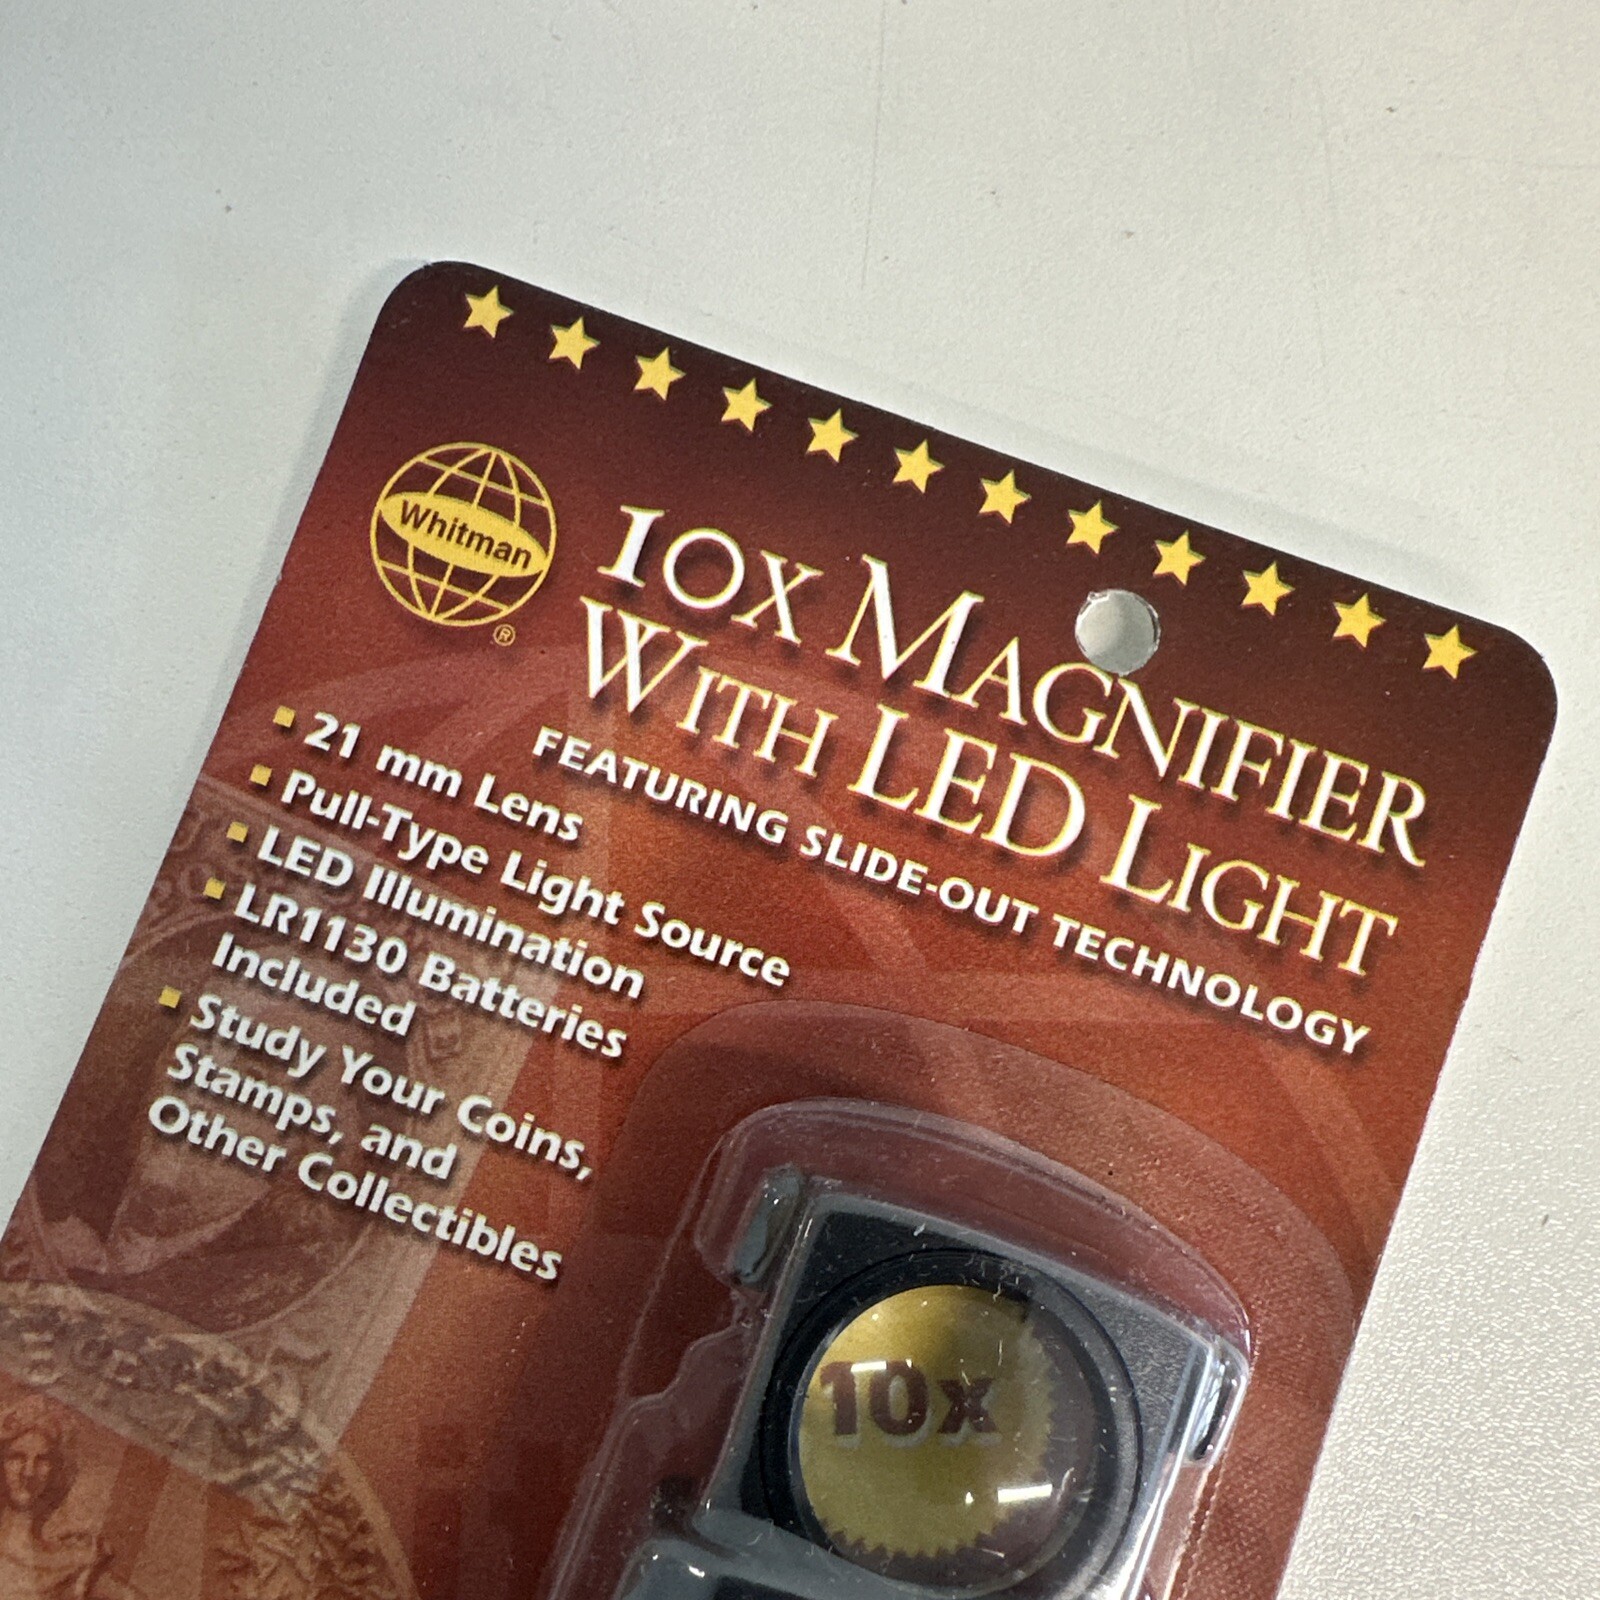 Whitman
®
10x Magnifier
With LED Light
FEATURING SLIDE-OUT TECHNOLOGY
▪ 21 mm Lens
▪ Pull-Type Light Source
▪ LED Illumination
▪ LR1130 Batteries
Included
▪ Study Your Coins,
Stamps, and
Other Collectibles
10x